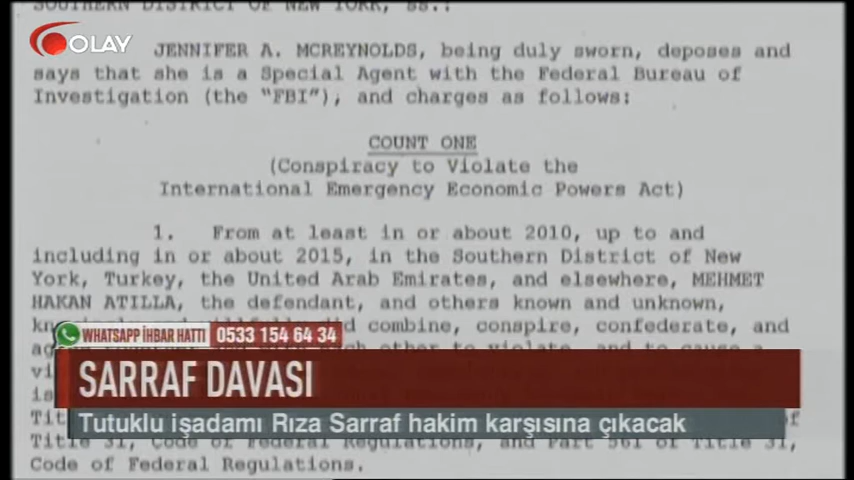 SOUTHERN DISTRICT OF NEW YORK, ss.:
OLAY
JENNIFER A. MCREYNOLDS, being duly sworn, deposes and
says that she is a Special Agent with the Federal Bureau of
Investigation (the "FBI"), and charges as follows:
COUNT ONE
(Conspiracy to Violate the
International Emergency Economic Powers Act)
1. From at least in or about 2010, up to and
including in or about 2015, in the Southern District of New
York, Turkey, the United Arab Emirates, and elsewhere, MEHMET
HAKAN ATILLA, the defendant, and others known and unknown,
combine, conspire, confederate, and
WHATSAPP İHBAR HATTI 0533 154 64 34
SARRAF DAVASI
Tutuklu işadamı Rıza Sarraf hakim karşısına çıkacak
Title 31, Code of Federal Regulations, and Part 561 of Title 31,
Code of Federal Regulations.